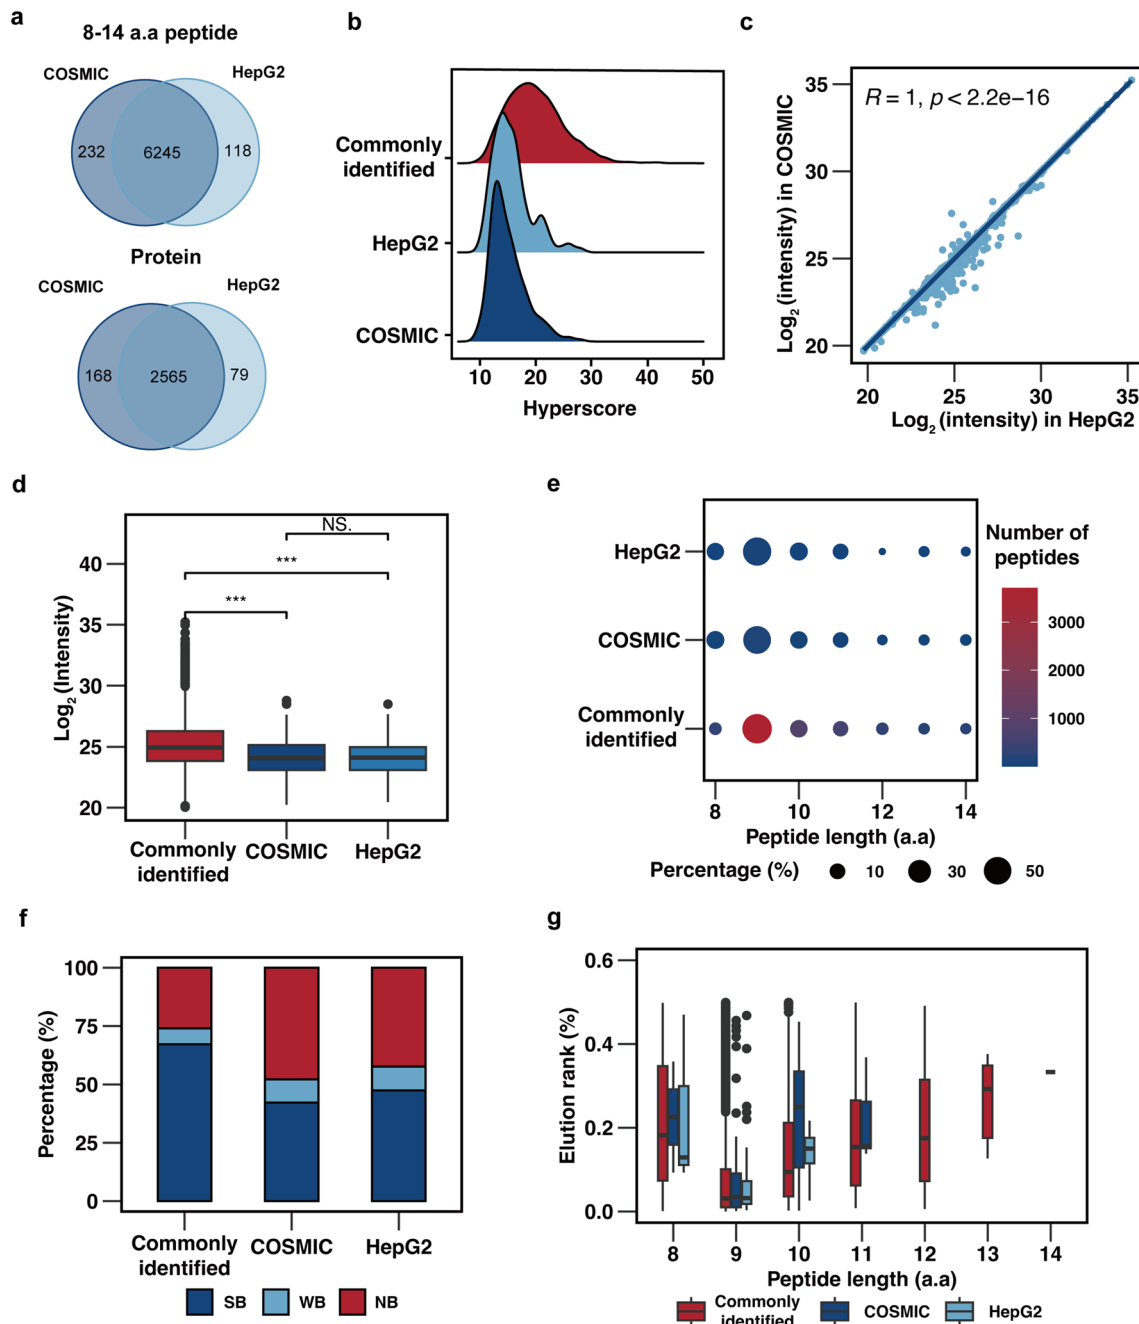 a
8-14 a.a peptide
COSMIC
HepG2
232
6245
118
Protein
COSMIC
HepG2
168
2565
79
b
Commonly
identified
HepG2
COSMIC
10
20
30
40
50
Hyperscore
c
R = 1, p < 2.2e−16
35
30
25
20
Log2 (intensity) in COSMIC
20
25
30
35
Log2 (intensity) in HepG2
d
NS.
***
***
40
35
30
25
20
Log2 (Intensity)
Commonly
identified
COSMIC
HepG2
e
HepG2
COSMIC
Commonly
identified
8
10
12
14
Peptide length (a.a)
Number of
peptides
3000
2000
1000
Percentage (%)
10
30
50
f
100
75
50
25
0
Percentage (%)
Commonly
identified
COSMIC
HepG2
SB
WB
NB
g
0.6
0.4
0.2
0.0
Elution rank (%)
8
9
10
11
12
13
14
Peptide length (a.a)
Commonly
identified
COSMIC
HepG2